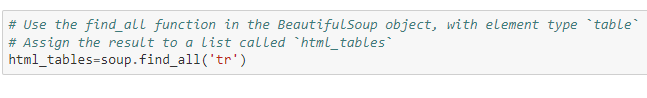 # Use the find_all function in the BeautifulSoup object, with element type `table`
# Assign the result to a list called `html_tables`
html_tables=soup.find_all('tr')